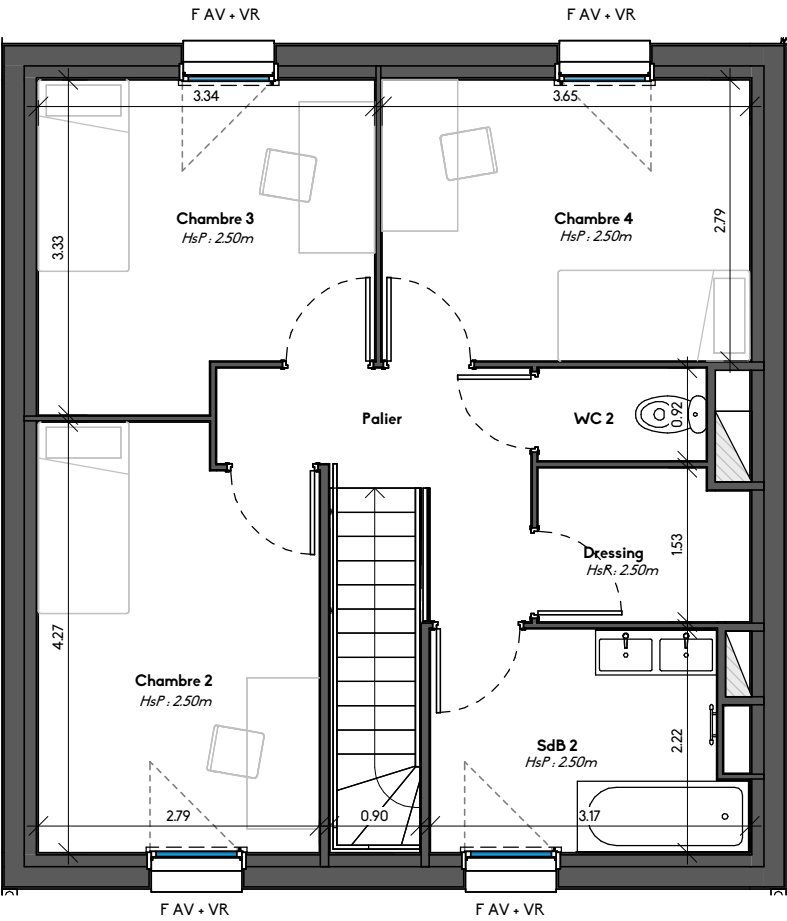 F AV + VR
F AV + VR
3.34
3.65
Chambre 3
HsP : 2.50m
Chambre 4
HsP : 2.50m
2.79
3.33
Palier
WC 2
0.92
Dressing
HsR : 2.50m
1.53
4.27
Chambre 2
HsP : 2.50m
SdB 2
HsP : 2.50m
2.22
2.79
0.90
3.17
F AV + VR
F AV + VR